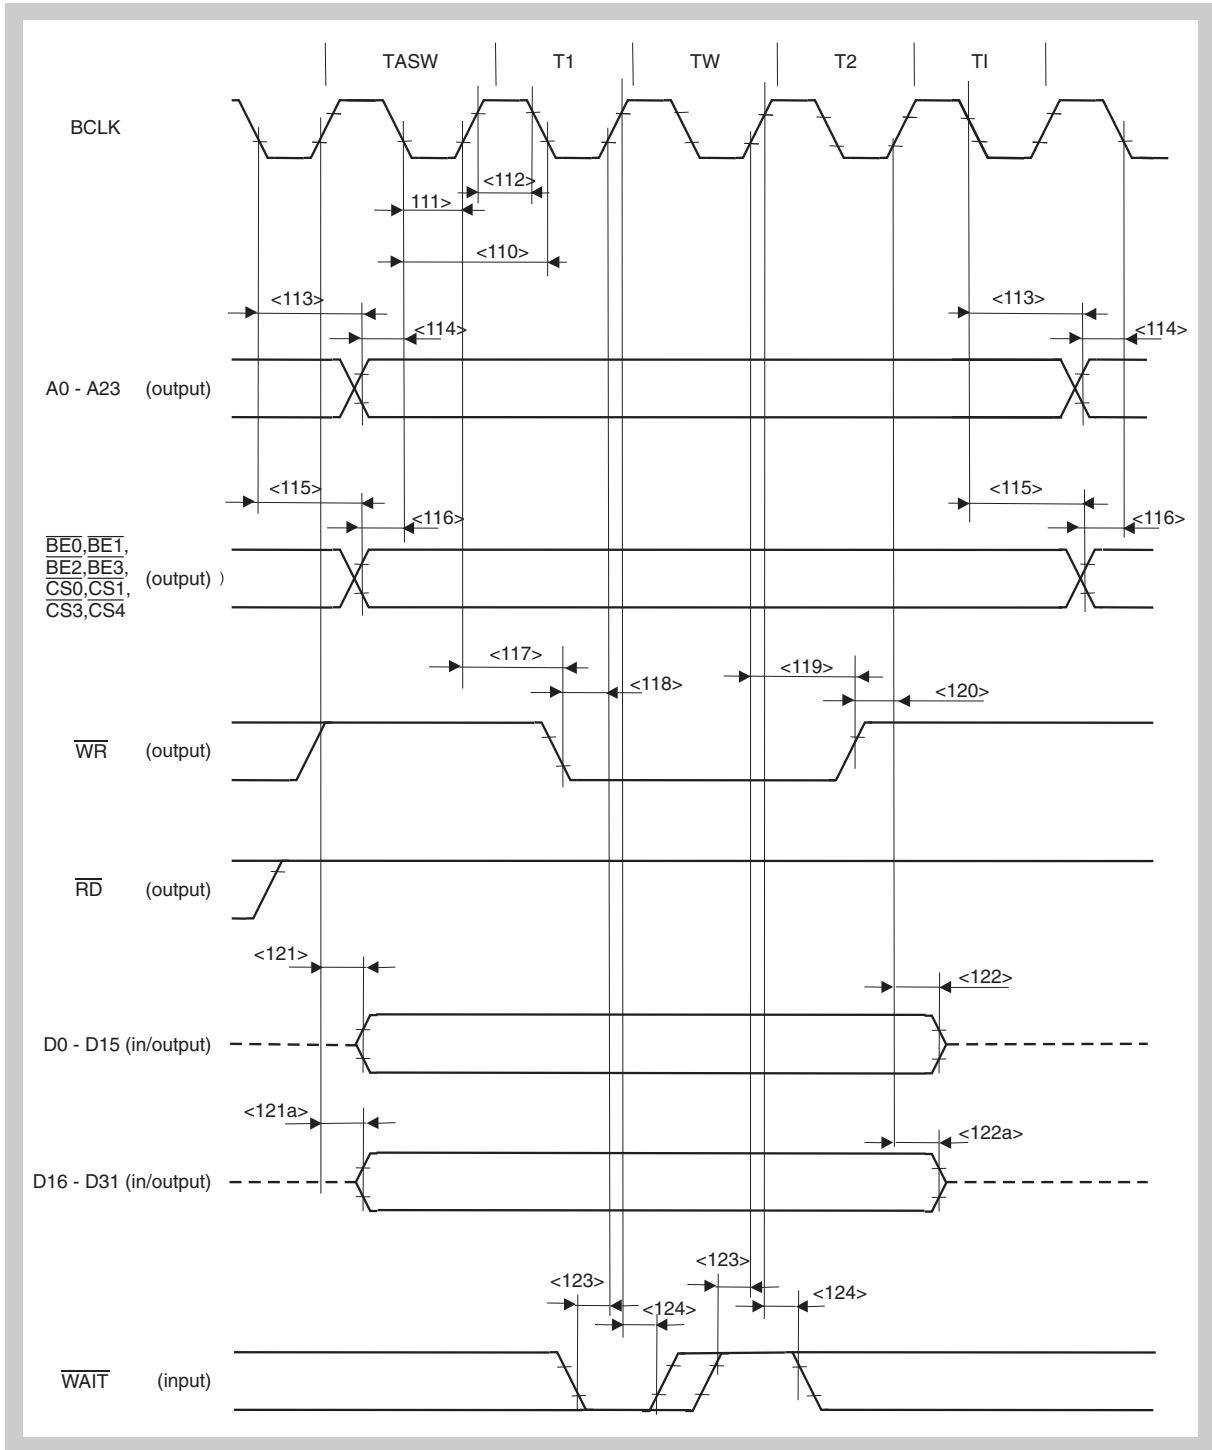 TASW T1 TW T2 TI
BCLK
<112>
111>
<110>
<113> <113>
<114> <114>
A0 - A23 (output)
<115> <115>
<116> <116>
BE0,BE1,
BE2,BE3, (output) )
CS0,CS1,
CS3,CS4
<117> <119>
<118> <120>
WR (output)
RD (output)
<121>
<122>
D0 - D15 (in/output)
<121a>
<122a>
D16 - D31 (in/output)
<123>
<123> <124>
<124>
WAIT (input)